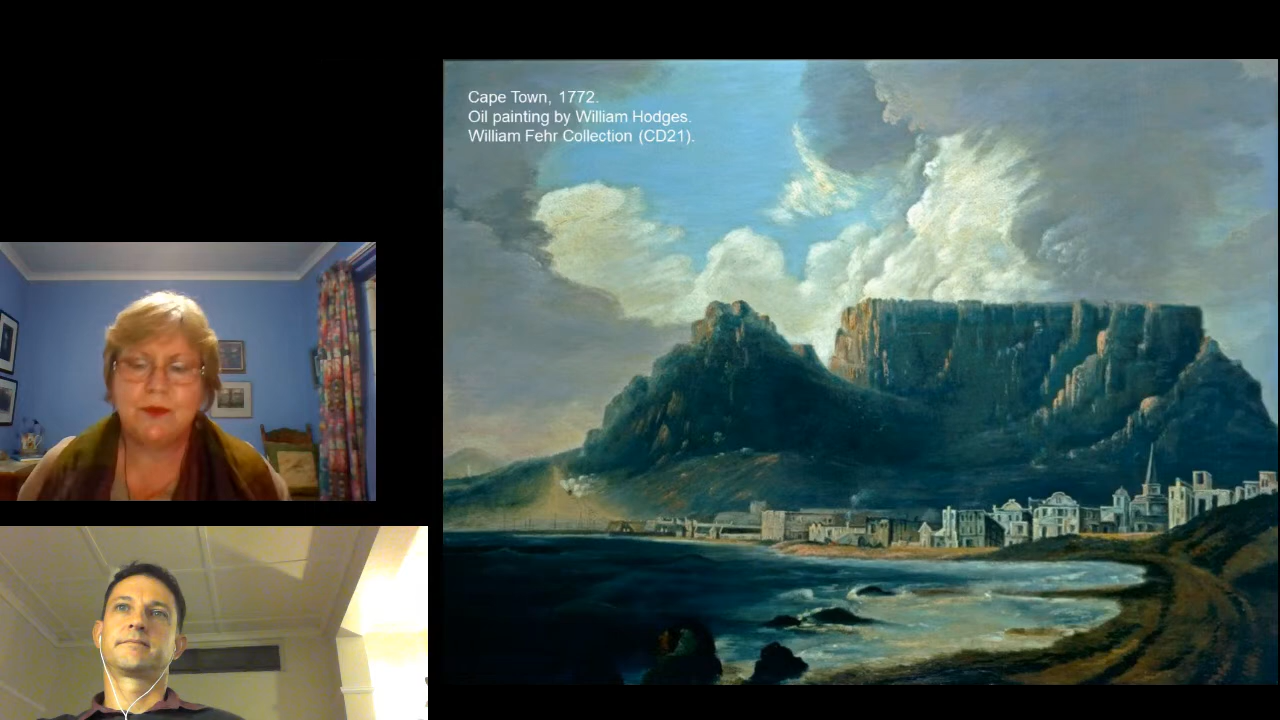 Cape Town, 1772.
Oil painting by William Hodges.
William Fehr Collection (CD21).